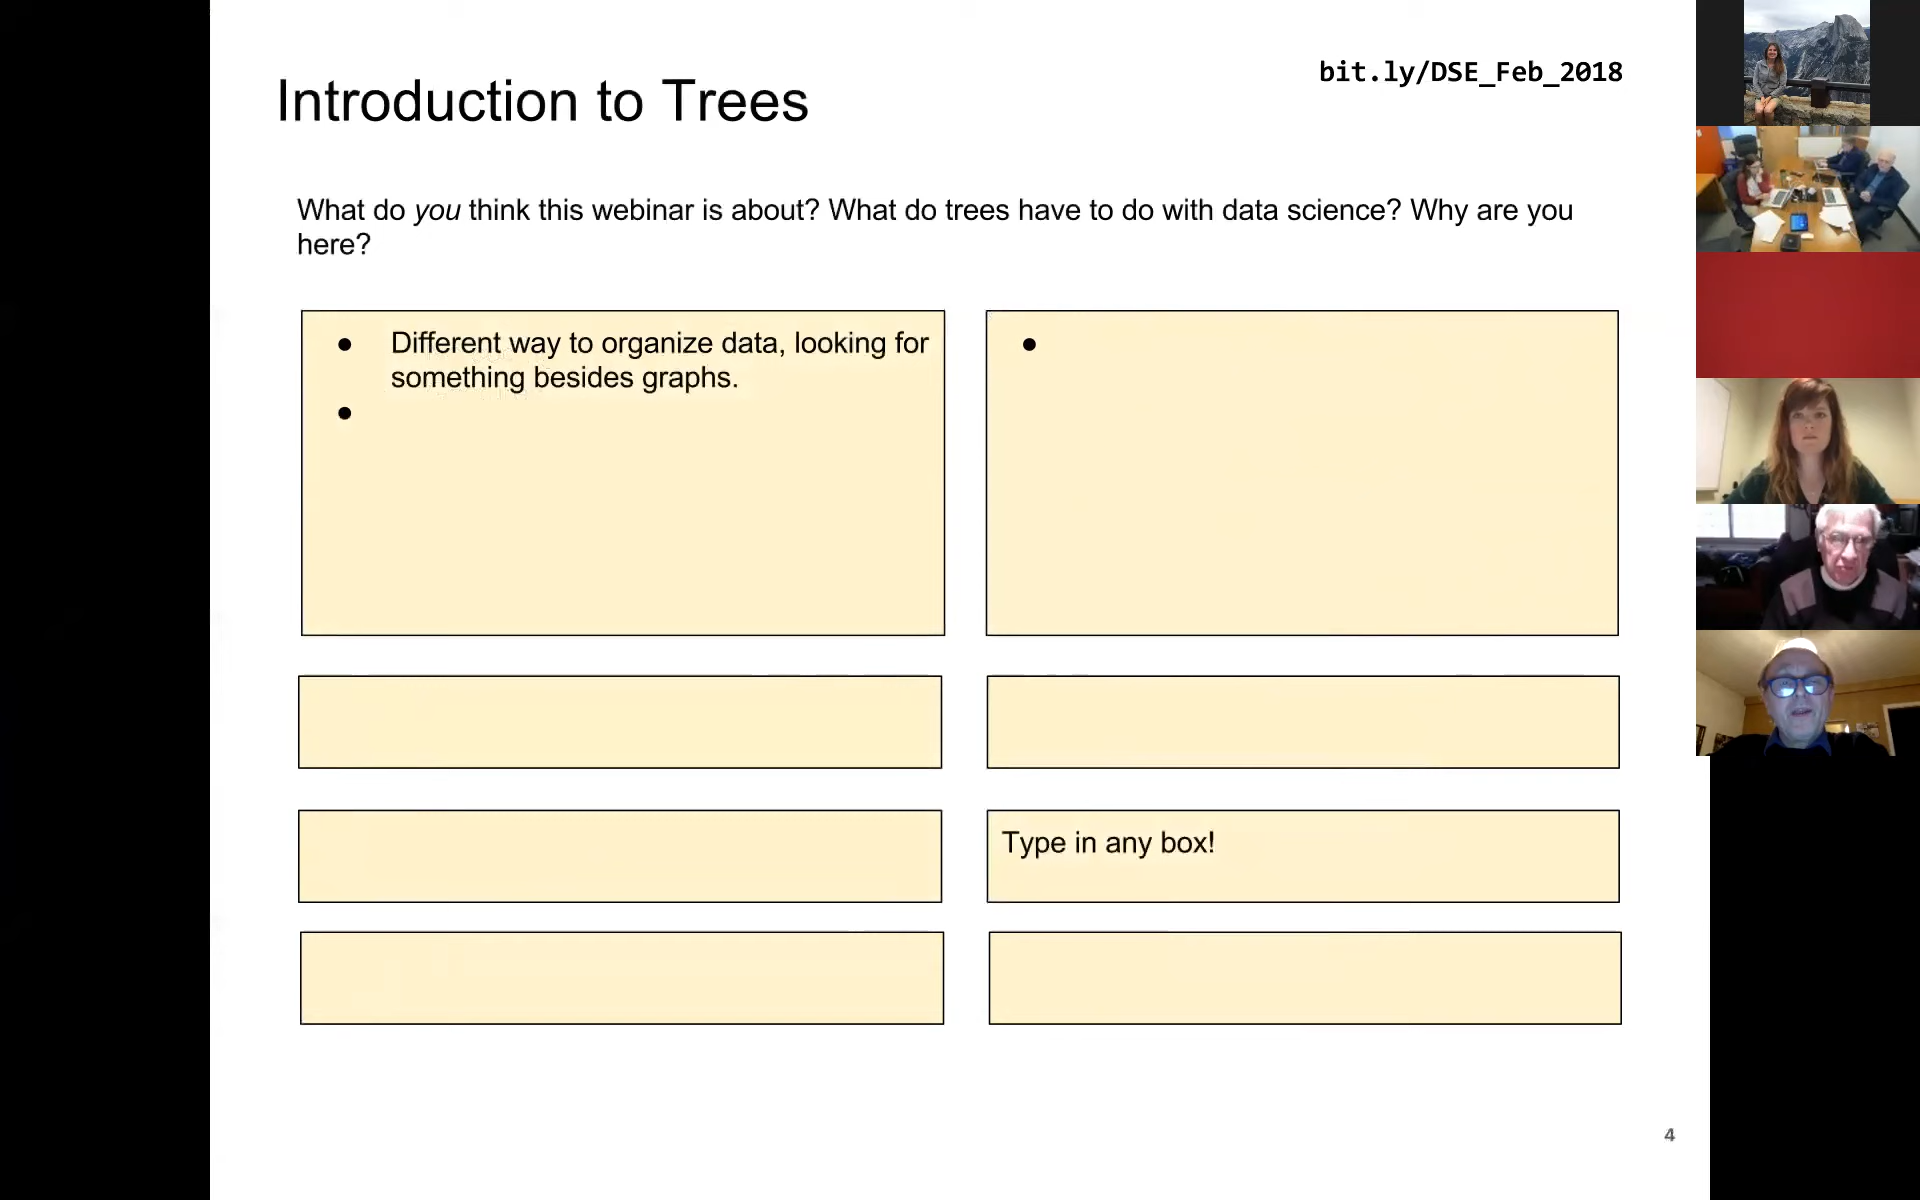 bit.ly/DSE_Feb_2018
Introduction to Trees
What do you think this webinar is about? What do trees have to do with data science? Why are you
here?
● Different way to organize data, looking for
something besides graphs.
●
●
Type in any box!
4